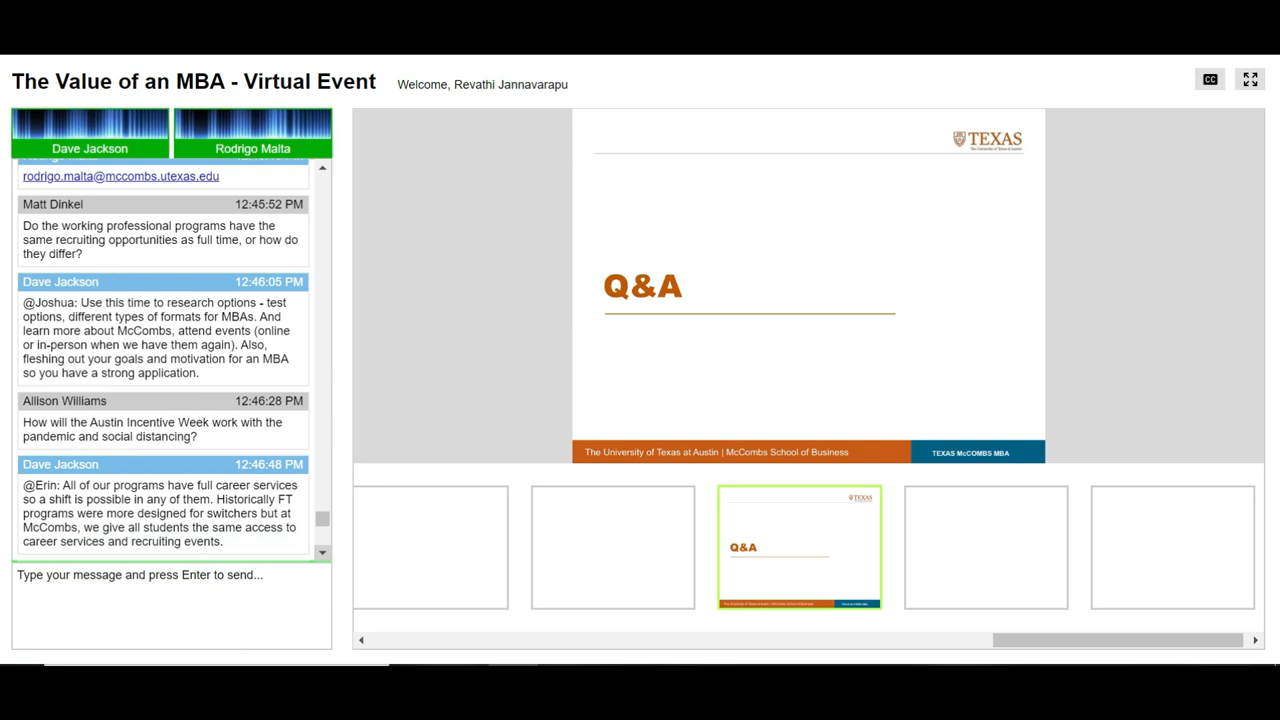 The Value of an MBA - Virtual Event
Welcome, Revathi Jannavarapu
CC
Dave Jackson
Rodrigo Malta
rodrigo.malta@mccombs.utexas.edu
Matt Dinkel 12:45:52 PM
Do the working professional programs have the
same recruiting opportunities as full time, or how do
they differ?
Dave Jackson 12:46:05 PM
@Joshua: Use this time to research options - test
options, different types of formats for MBAs. And
learn more about McCombs, attend events (online
or in-person when we have them again). Also,
fleshing out your goals and motivation for an MBA
so you have a strong application.
Allison Williams 12:46:28 PM
How will the Austin Incentive Week work with the
pandemic and social distancing?
Dave Jackson 12:46:48 PM
@Erin: All of our programs have full career services
so a shift is possible in any of them. Historically FT
programs were more designed for switchers but at
McCombs, we give all students the same access to
career services and recruiting events.
Type your message and press Enter to send...
TEXAS
The University of Texas at Austin
Q&A
The University of Texas at Austin | McCombs School of Business
TEXAS McCOMBS MBA
TEXAS
Q&A